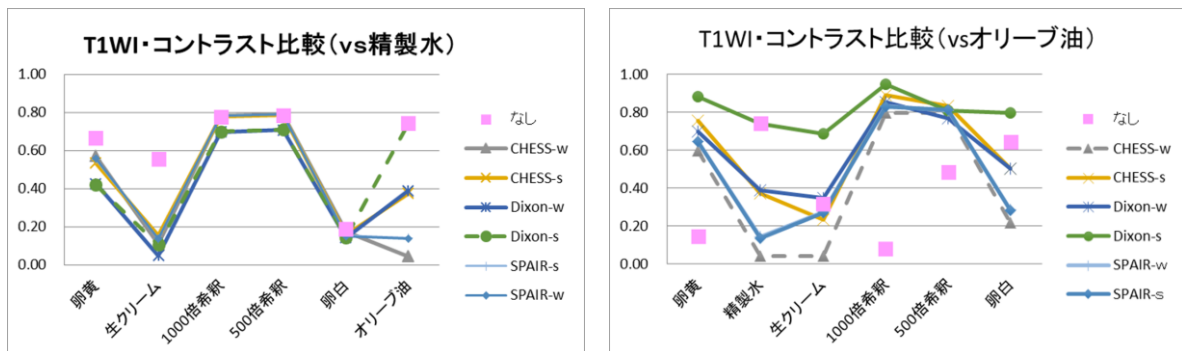 T1WI・コントラスト比較(vs精製水)
1.00
0.80
0.60
0.40
0.20
0.00
卵黄
生クリーム
1000倍希釈
500倍希釈
卵白
オリーブ油
なし
CHESS-w
CHESS-s
Dixon-w
Dixon-s
SPAIR-s
SPAIR-w
T1WI・コントラスト比較(vsオリーブ油)
1.00
0.80
0.60
0.40
0.20
0.00
卵黄
精製水
生クリーム
1000倍希釈
500倍希釈
卵白
なし
CHESS-w
CHESS-s
Dixon-w
Dixon-s
SPAIR-w
SPAIR-s